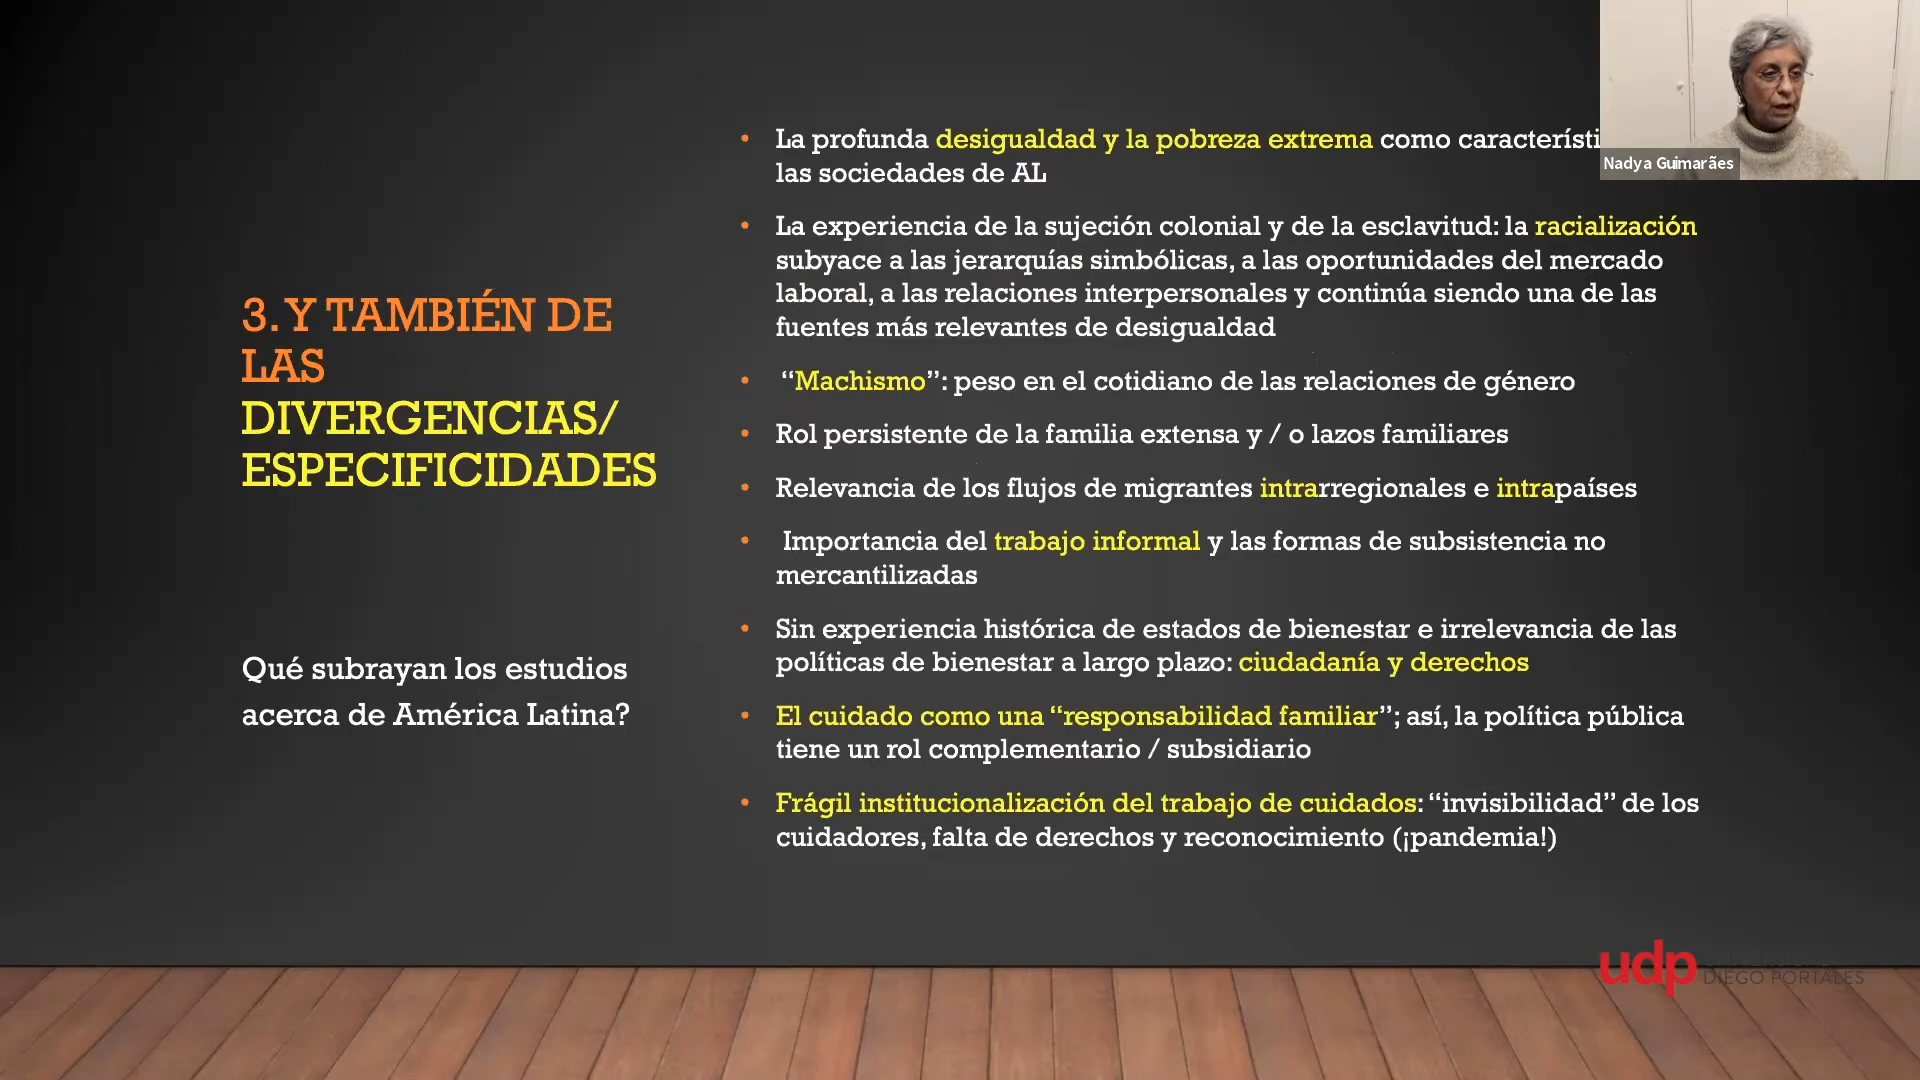 3. Y TAMBIÉN DE
LAS
DIVERGENCIAS/
ESPECIFICIDADES
Qué subrayan los estudios
acerca de América Latina?
• La profunda desigualdad y la pobreza extrema como característi
las sociedades de AL
• La experiencia de la sujeción colonial y de la esclavitud: la racialización
subyace a las jerarquías simbólicas, a las oportunidades del mercado
laboral, a las relaciones interpersonales y continúa siendo una de las
fuentes más relevantes de desigualdad
• “Machismo”: peso en el cotidiano de las relaciones de género
• Rol persistente de la familia extensa y / o lazos familiares
• Relevancia de los flujos de migrantes intrarregionales e intrapaíses
• Importancia del trabajo informal y las formas de subsistencia no
mercantilizadas
• Sin experiencia histórica de estados de bienestar e irrelevancia de las
políticas de bienestar a largo plazo: ciudadanía y derechos
• El cuidado como una “responsabilidad familiar”; así, la política pública
tiene un rol complementario / subsidiario
• Frágil institucionalización del trabajo de cuidados: “invisibilidad” de los
cuidadores, falta de derechos y reconocimiento (¡pandemia!)
Nadya Guimarães
udp
DIEGO PORTALES